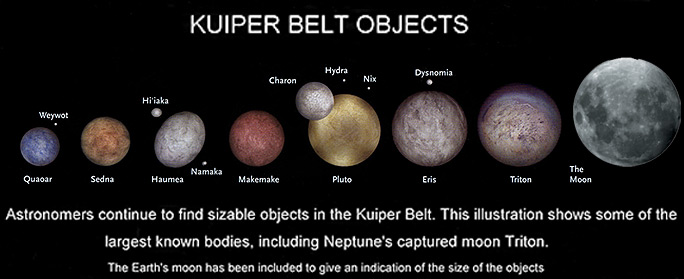 KUIPER BELT OBJECTS
Weywot
Hi'iaka
Charon
Hydra
Nix
Dysnomia
Namaka
Quaoar
Sedna
Haumea
Makemake
Pluto
Eris
Triton
The
Moon
Astronomers continue to find sizable objects in the Kuiper Belt. This illustration shows some of the
largest known bodies, including Neptune's captured moon Triton.
The Earth's moon has been included to give an indication of the size of the objects